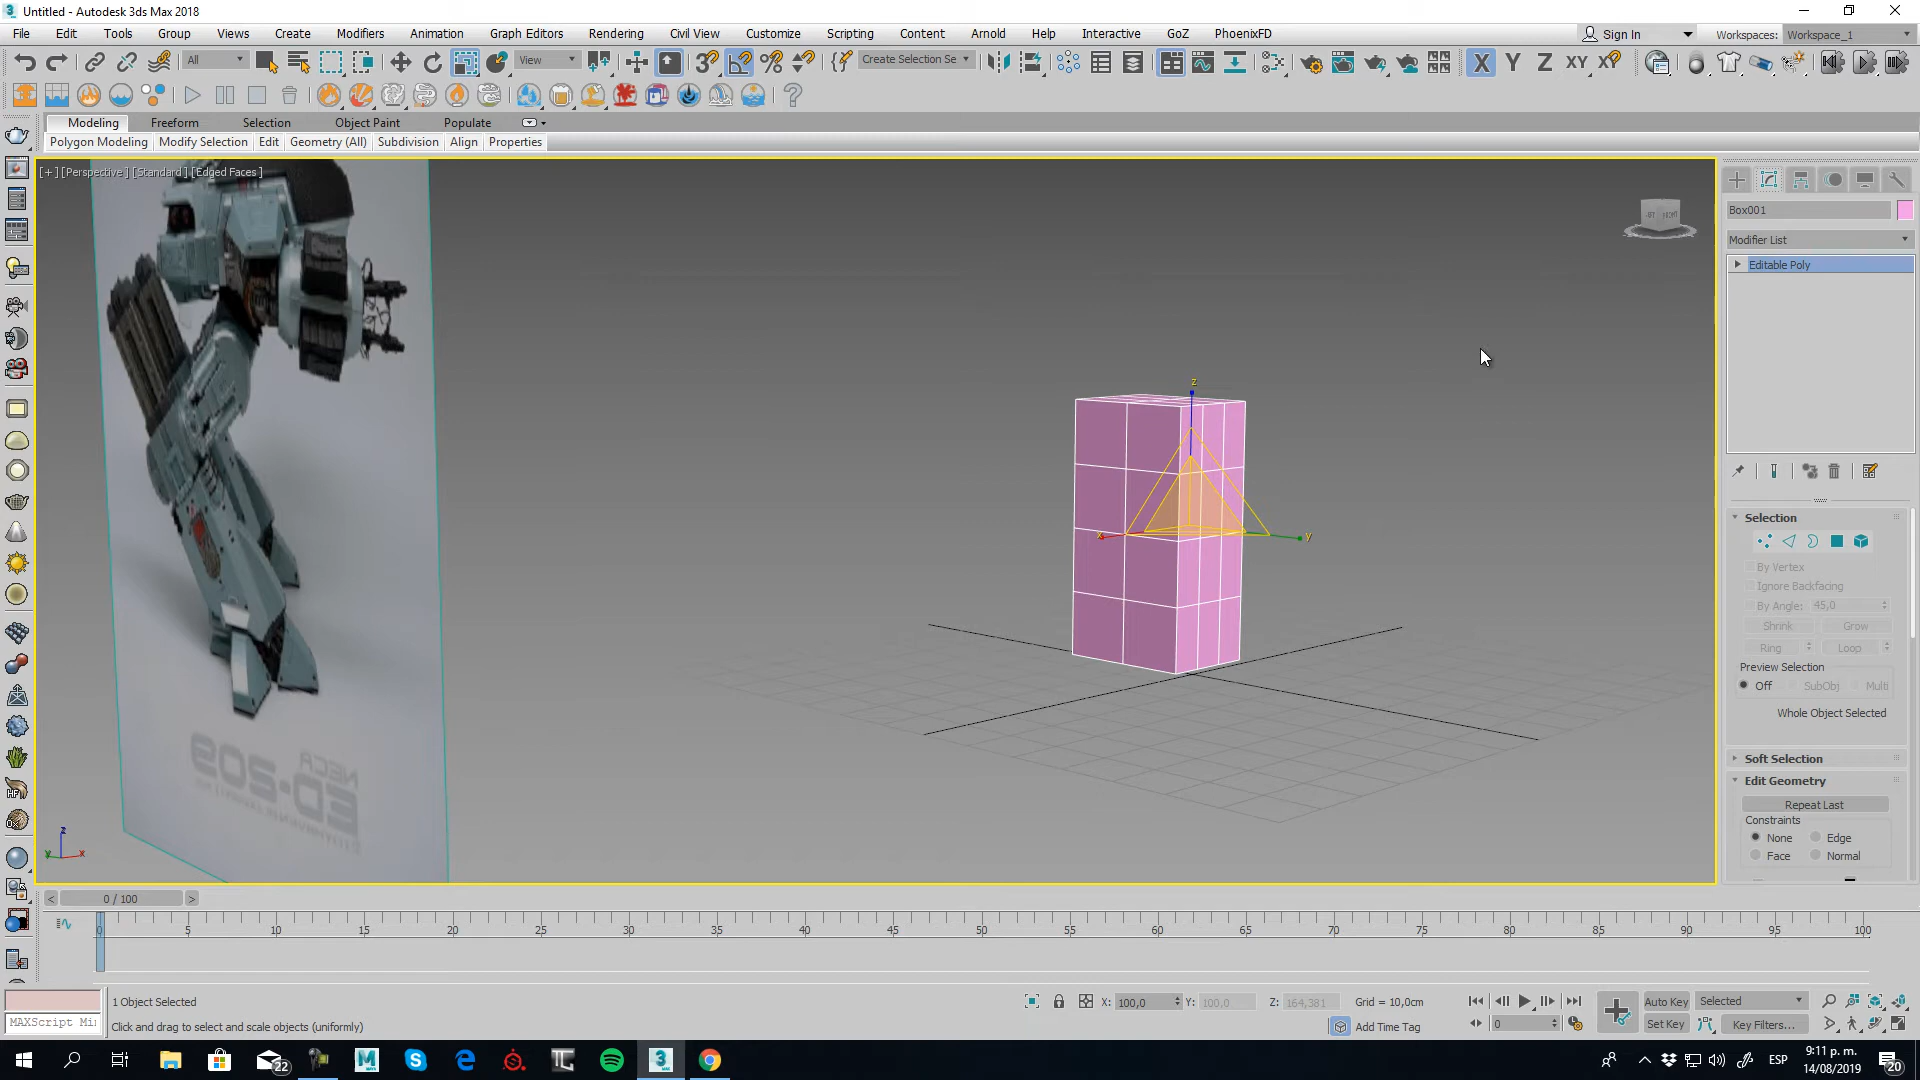 Untitled - Autodesk 3ds Max 2018
File Edit Tools Group Views Create Modifiers Animation Graph Editors Rendering Civil View Customize Scripting Content Arnold Help Interactive GoZ PhoenixFD
Sign In Workspaces: Workspace_1
All View Create Selection Se X Y Z XY XY
Modeling Freeform Selection Object Paint Populate
Polygon Modeling Modify Selection Edit Geometry (All) Subdivision Align Properties
[+] [Perspective] [Standard] [Edged Faces]
Box001
Modifier List
Editable Poly
z
x
y
Selection
By Vertex
Ignore Backfacing
By Angle: 45,0
Shrink Grow
Ring Loop
Preview Selection
Off SubObj Multi
Whole Object Selected
Soft Selection
Edit Geometry
Repeat Last
Constraints
None Edge
Face Normal
NECA
ED-209
z
y x
0 / 100
0 5 10 15 20 25 30 35 40 45 50 55 60 65 70 75 80 85 90 95 100
1 Object Selected
X: 100,0 Y: 100,0 Z: 164,381 Grid = 10,0cm
Auto Key Selected
MAXScript Mi
Click and drag to select and scale objects (uniformly)
Add Time Tag
0
Set Key Key Filters...
22
ESP
9:11 p. m.
14/08/2019
20